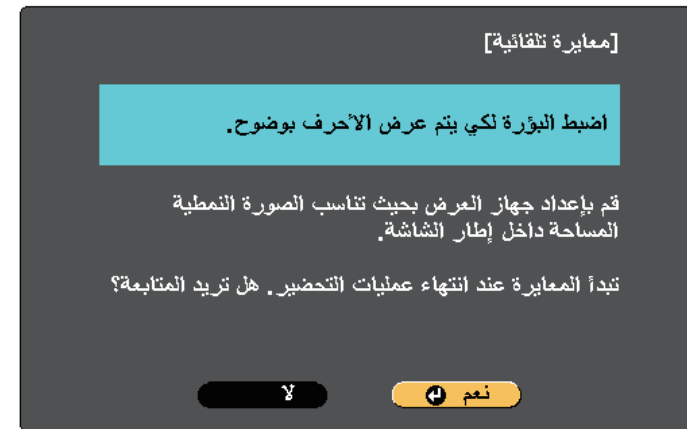 [معايرة تلقائية]
اضبط البؤرة لكي يتم عرض الأحرف بوضوح.
قم بإعداد جهاز العرض بحيث تناسب الصورة النمطية
المساحة داخل إطار الشاشة.
تبدأ المعايرة عند انتهاء عمليات التحضير. هل تريد المتابعة؟
نعم
لا